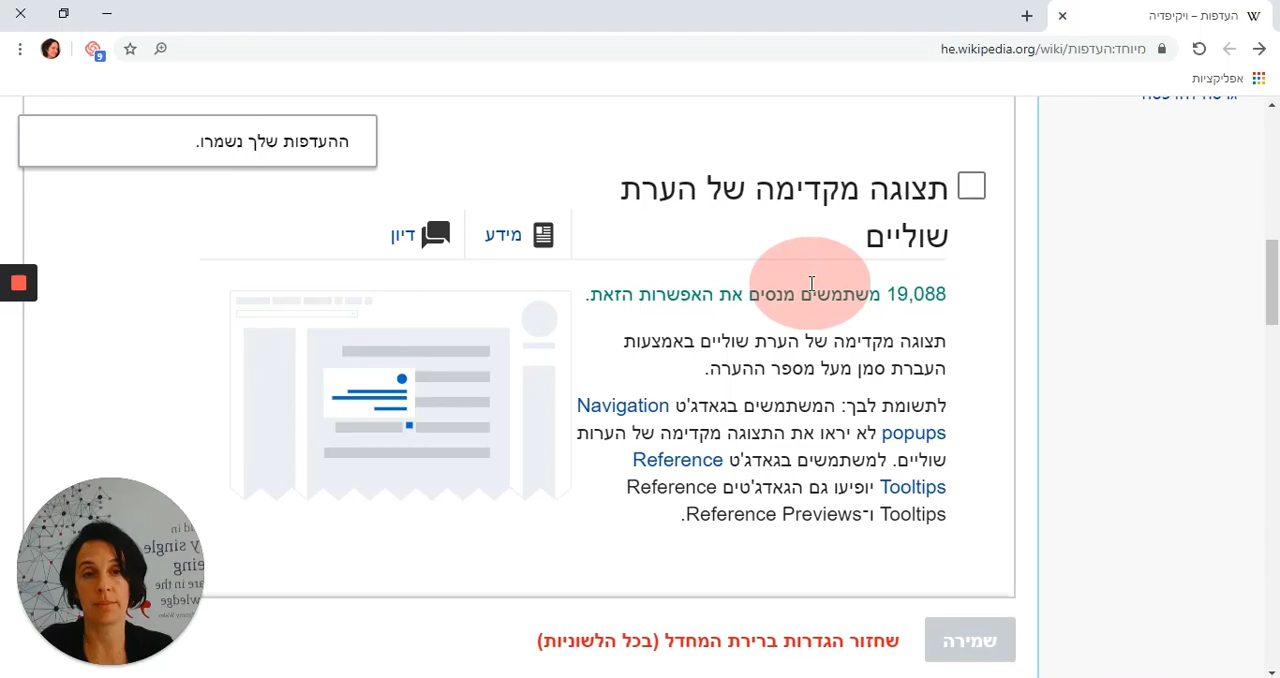 העדפות – ויקיפדיה
he.wikipedia.org/wiki/מיוחד:העדפות
9
אפליקציות
ההעדפות שלך נשמרו.
תצוגה מקדימה של הערת
שוליים
מידע
דיון
19,088 משתמשים מנסים את האפשרות הזאת.
תצוגה מקדימה של הערת שוליים באמצעות
העברת סמן מעל מספר ההערה.
לתשומת לבך: המשתמשים בגאדג'ט Navigation
popups לא יראו את התצוגה מקדימה של הערות
שוליים. למשתמשים בגאדג'ט Reference
Tooltips יופיעו גם הגאדג'טים Reference
Tooltips ו־Reference Previews.
שמירה
שחזור הגדרות ברירת המחדל (בכל הלשוניות)
single
knowledge